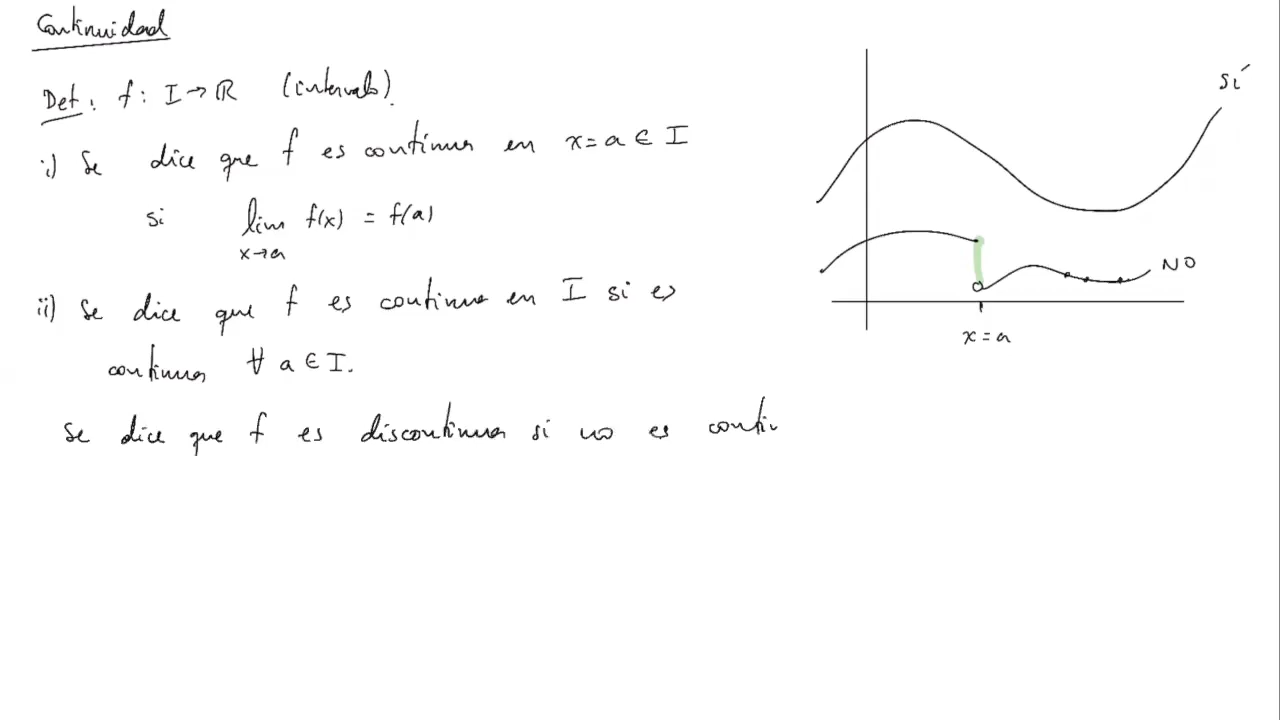 Continuidad
Def: f: I → ℝ (intervalo).
i) Se dice que f es continua en x=a ∈ I
si lim f(x) = f(a)
x→a
ii) Se dice que f es continua en I si es
continua ∀ a ∈ I.
Se dice que f es discontinua si no es contin
SÍ
NO
x=a